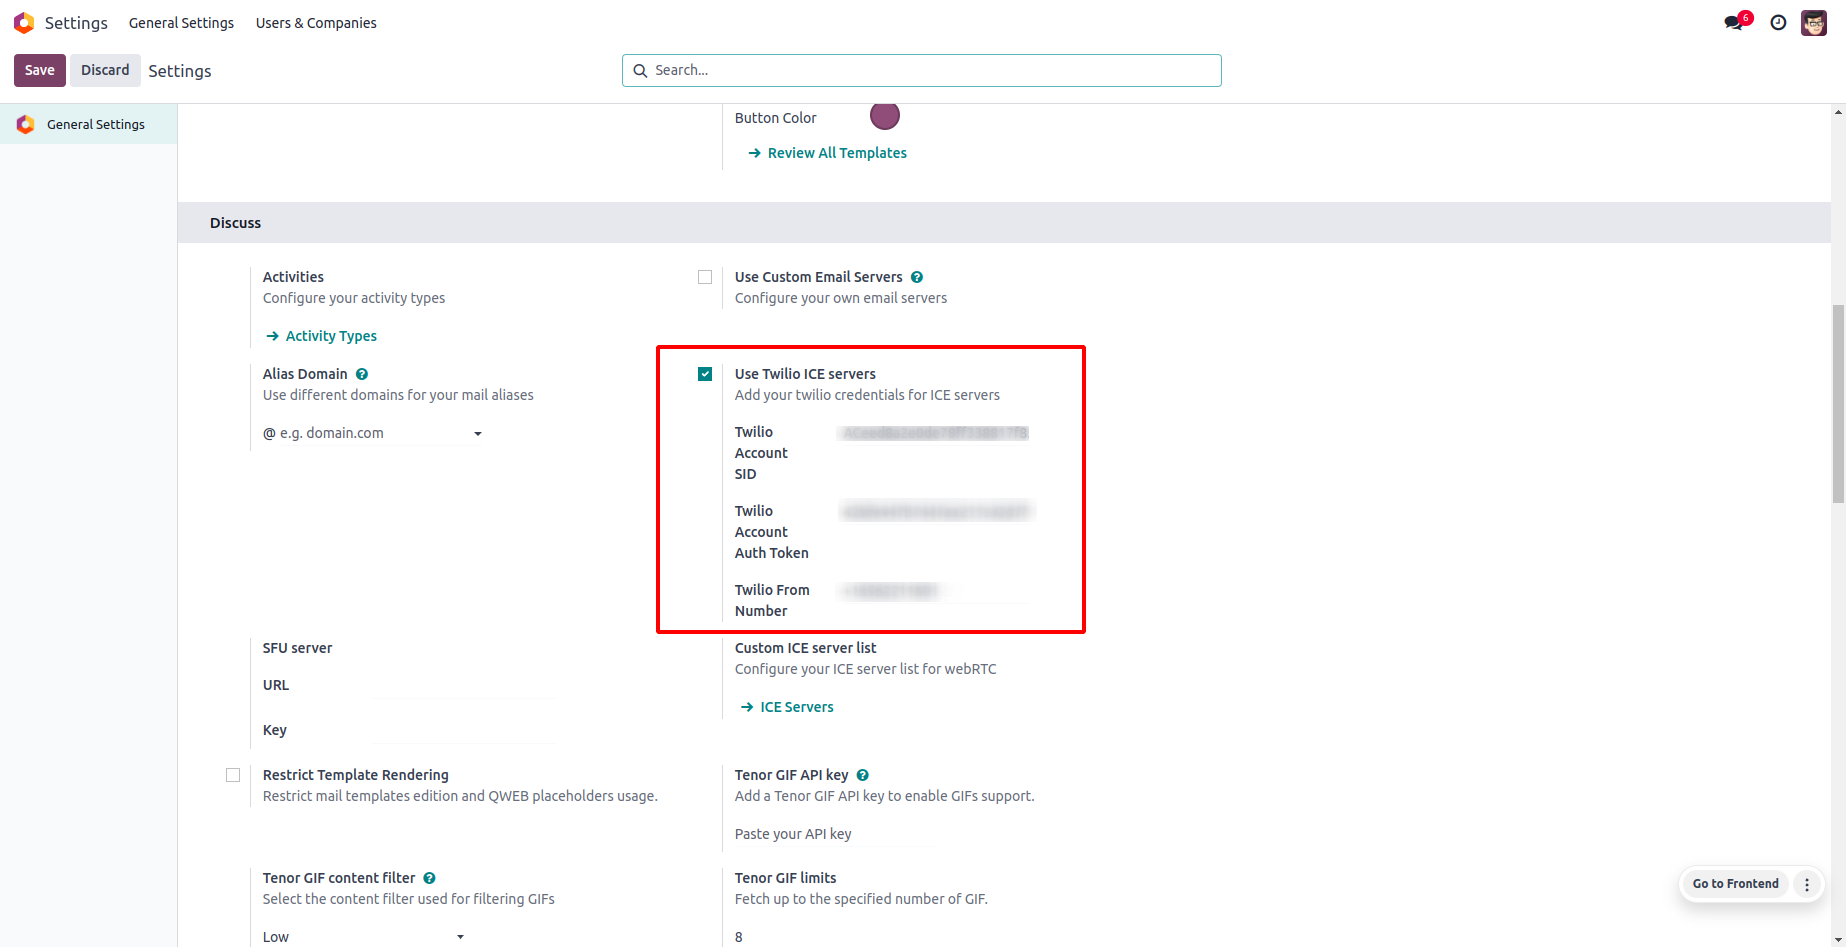 Settings General Settings Users & Companies 6
Save Discard Settings Search...
General Settings
Button Color
Review All Templates
Discuss
Activities
Configure your activity types
Activity Types
Use Custom Email Servers ?
Configure your own email servers
Alias Domain ?
Use different domains for your mail aliases
@ e.g. domain.com
Use Twilio ICE servers
Add your twilio credentials for ICE servers
Twilio
Account
SID
Twilio
Account
Auth Token
Twilio From
Number
SFU server
URL
Key
Custom ICE server list
Configure your ICE server list for webRTC
ICE Servers
Restrict Template Rendering
Restrict mail templates edition and QWEB placeholders usage.
Tenor GIF API key ?
Add a Tenor GIF API key to enable GIFs support.
Paste your API key
Tenor GIF content filter ?
Select the content filter used for filtering GIFs
Low
Tenor GIF limits
Fetch up to the specified number of GIF.
8
Go to Frontend